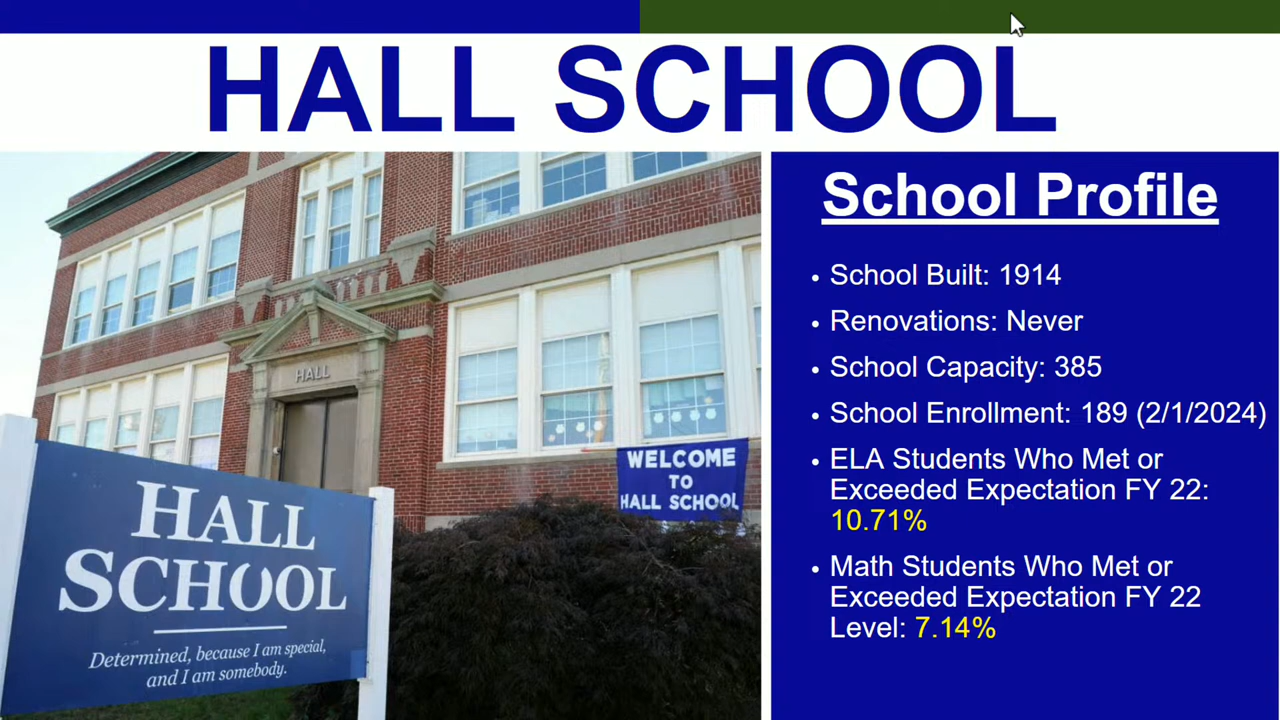 HALL SCHOOL
HALL
WELCOME
TO
HALL SCHOOL
HALL
SCHOOL
Determined, because I am special,
and I am somebody.
School Profile
• School Built: 1914
• Renovations: Never
• School Capacity: 385
• School Enrollment: 189 (2/1/2024)
• ELA Students Who Met or
Exceeded Expectation FY 22:
10.71%
• Math Students Who Met or
Exceeded Expectation FY 22
Level: 7.14%